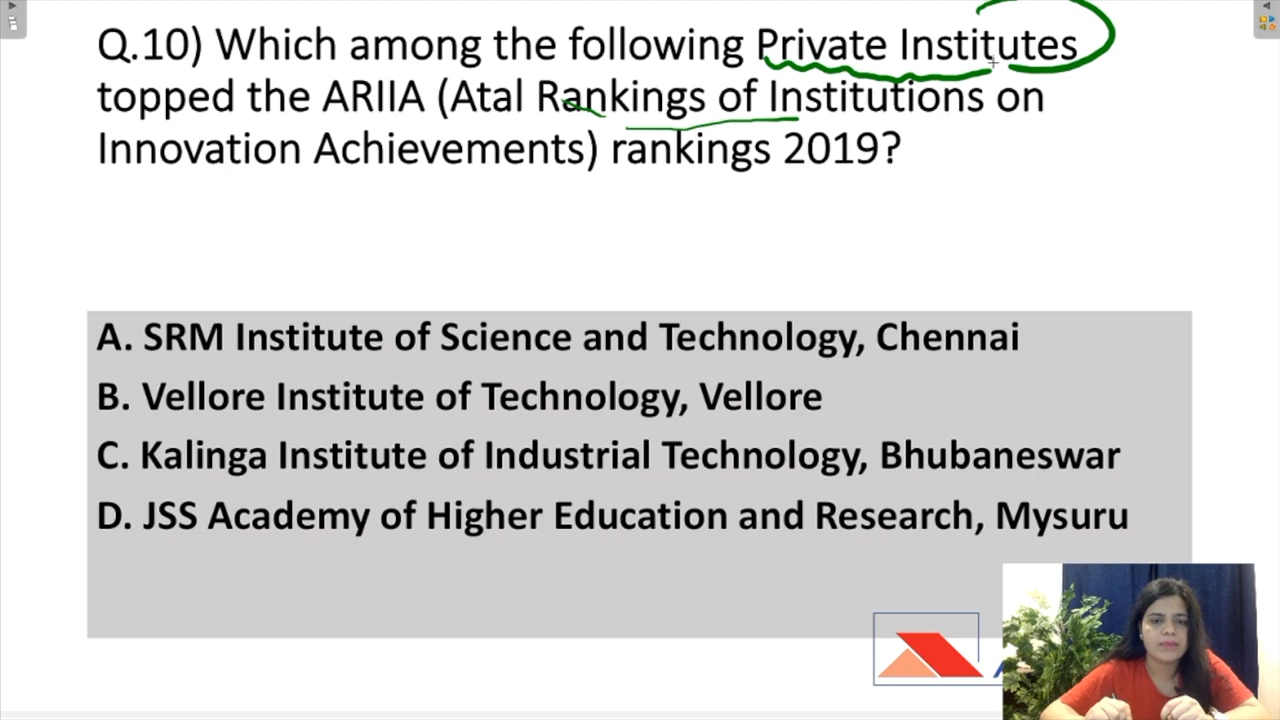 Q.10) Which among the following Private Institutes
topped the ARIIA (Atal Rankings of Institutions on
Innovation Achievements) rankings 2019?
A. SRM Institute of Science and Technology, Chennai
B. Vellore Institute of Technology, Vellore
C. Kalinga Institute of Industrial Technology, Bhubaneswar
D. JSS Academy of Higher Education and Research, Mysuru